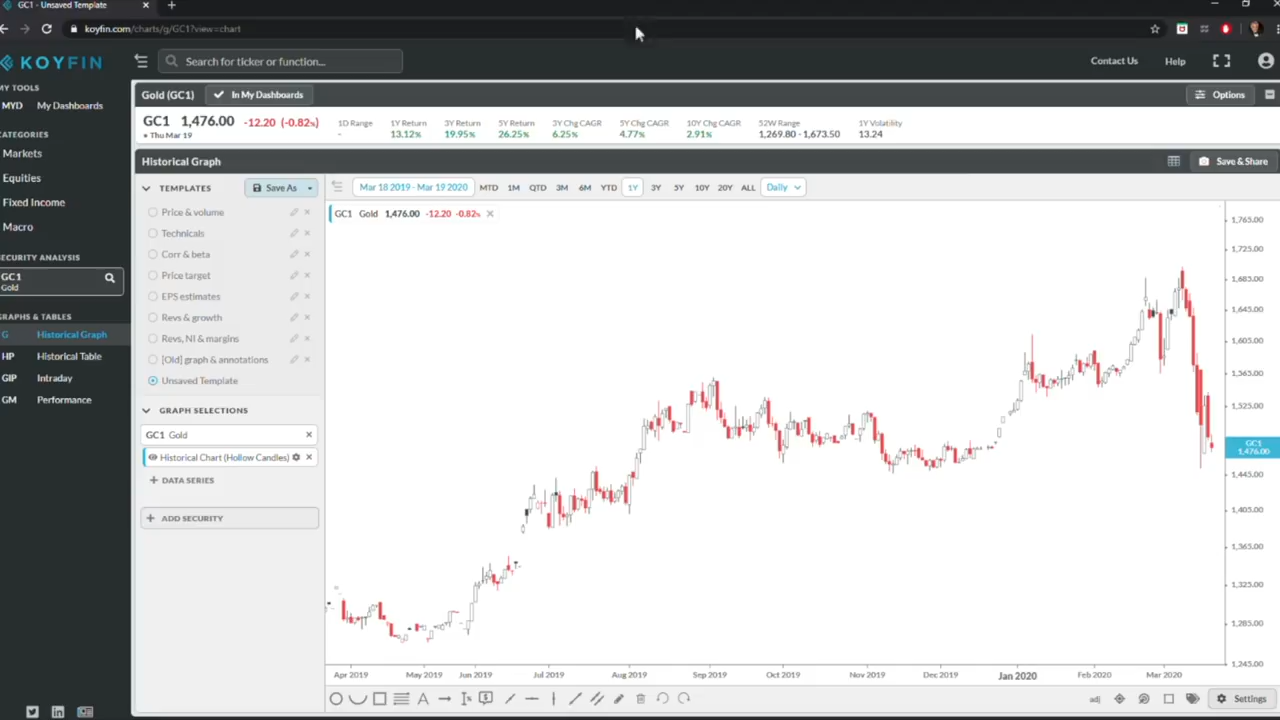 GC1 - Unsaved Template
koyfin.com/charts/g/GC1?view=chart
KOYFIN
Search for ticker or function...
Contact Us
Help
MY TOOLS
MYD My Dashboards
CATEGORIES
Markets
Equities
Fixed Income
Macro
SECURITY ANALYSIS
GC1
Gold
GRAPHS & TABLES
G Historical Graph
HP Historical Table
GIP Intraday
GM Performance
Gold (GC1)
In My Dashboards
Options
GC1 1,476.00 -12.20 (-0.82%)
Thu Mar 19
1D Range
-
1Y Return
13.12%
3Y Return
19.95%
5Y Return
26.25%
3Y Chg CAGR
6.25%
5Y Chg CAGR
4.77%
10Y Chg CAGR
2.91%
52W Range
1,269.80 - 1,673.50
1Y Volatility
13.24
Historical Graph
Save & Share
TEMPLATES
Save As
Price & volume
Technicals
Corr & beta
Price target
EPS estimates
Revs & growth
Revs, NI & margins
[Old] graph & annotations
Unsaved Template
GRAPH SELECTIONS
GC1 Gold
Historical Chart (Hollow Candles)
+ DATA SERIES
+ ADD SECURITY
Mar 18 2019 - Mar 19 2020 MTD 1M QTD 3M 6M YTD 1Y 3Y 5Y 10Y 20Y ALL Daily
GC1 Gold 1,476.00 -12.20 -0.82%
1,765.00
1,725.00
1,685.00
1,645.00
1,605.00
1,565.00
1,525.00
GC1
1,476.00
1,445.00
1,405.00
1,365.00
1,325.00
1,285.00
1,245.00
Apr 2019 May 2019 Jun 2019 Jul 2019 Aug 2019 Sep 2019 Oct 2019 Nov 2019 Dec 2019 Jan 2020 Feb 2020 Mar 2020
Settings